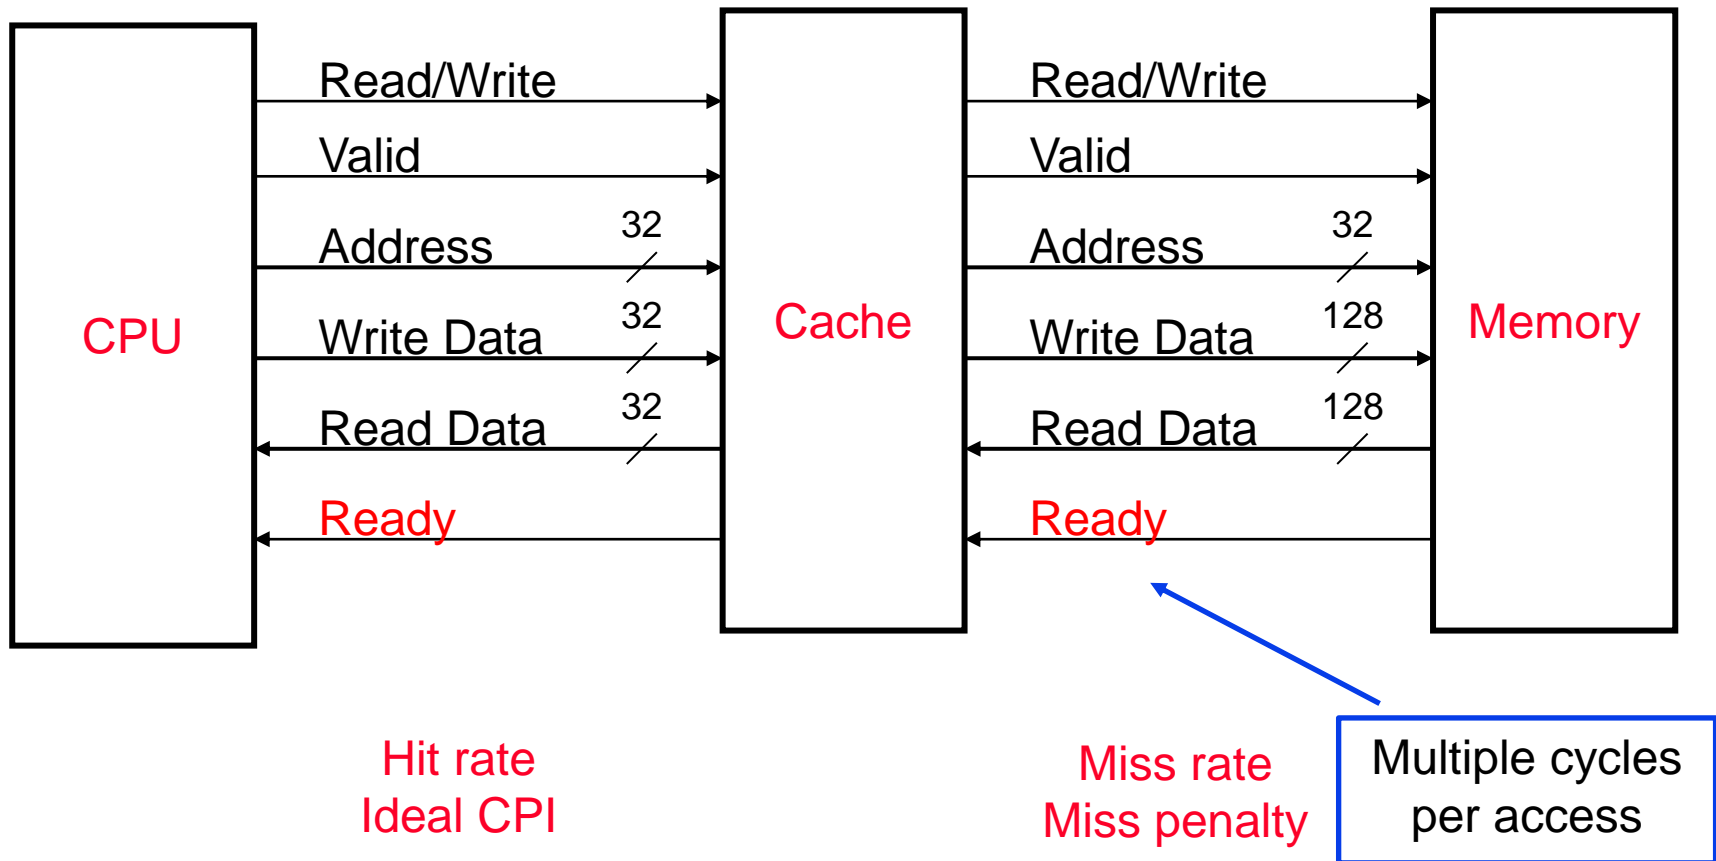 Read/Write
Read/Write
Valid
Valid
Address
32
Address
32
CPU
Write Data
32
Cache
Write Data
128
Memory
Read Data
32
Read Data
128
Ready
Ready
Hit rate
Ideal CPI
Miss rate
Miss penalty
Multiple cycles
per access